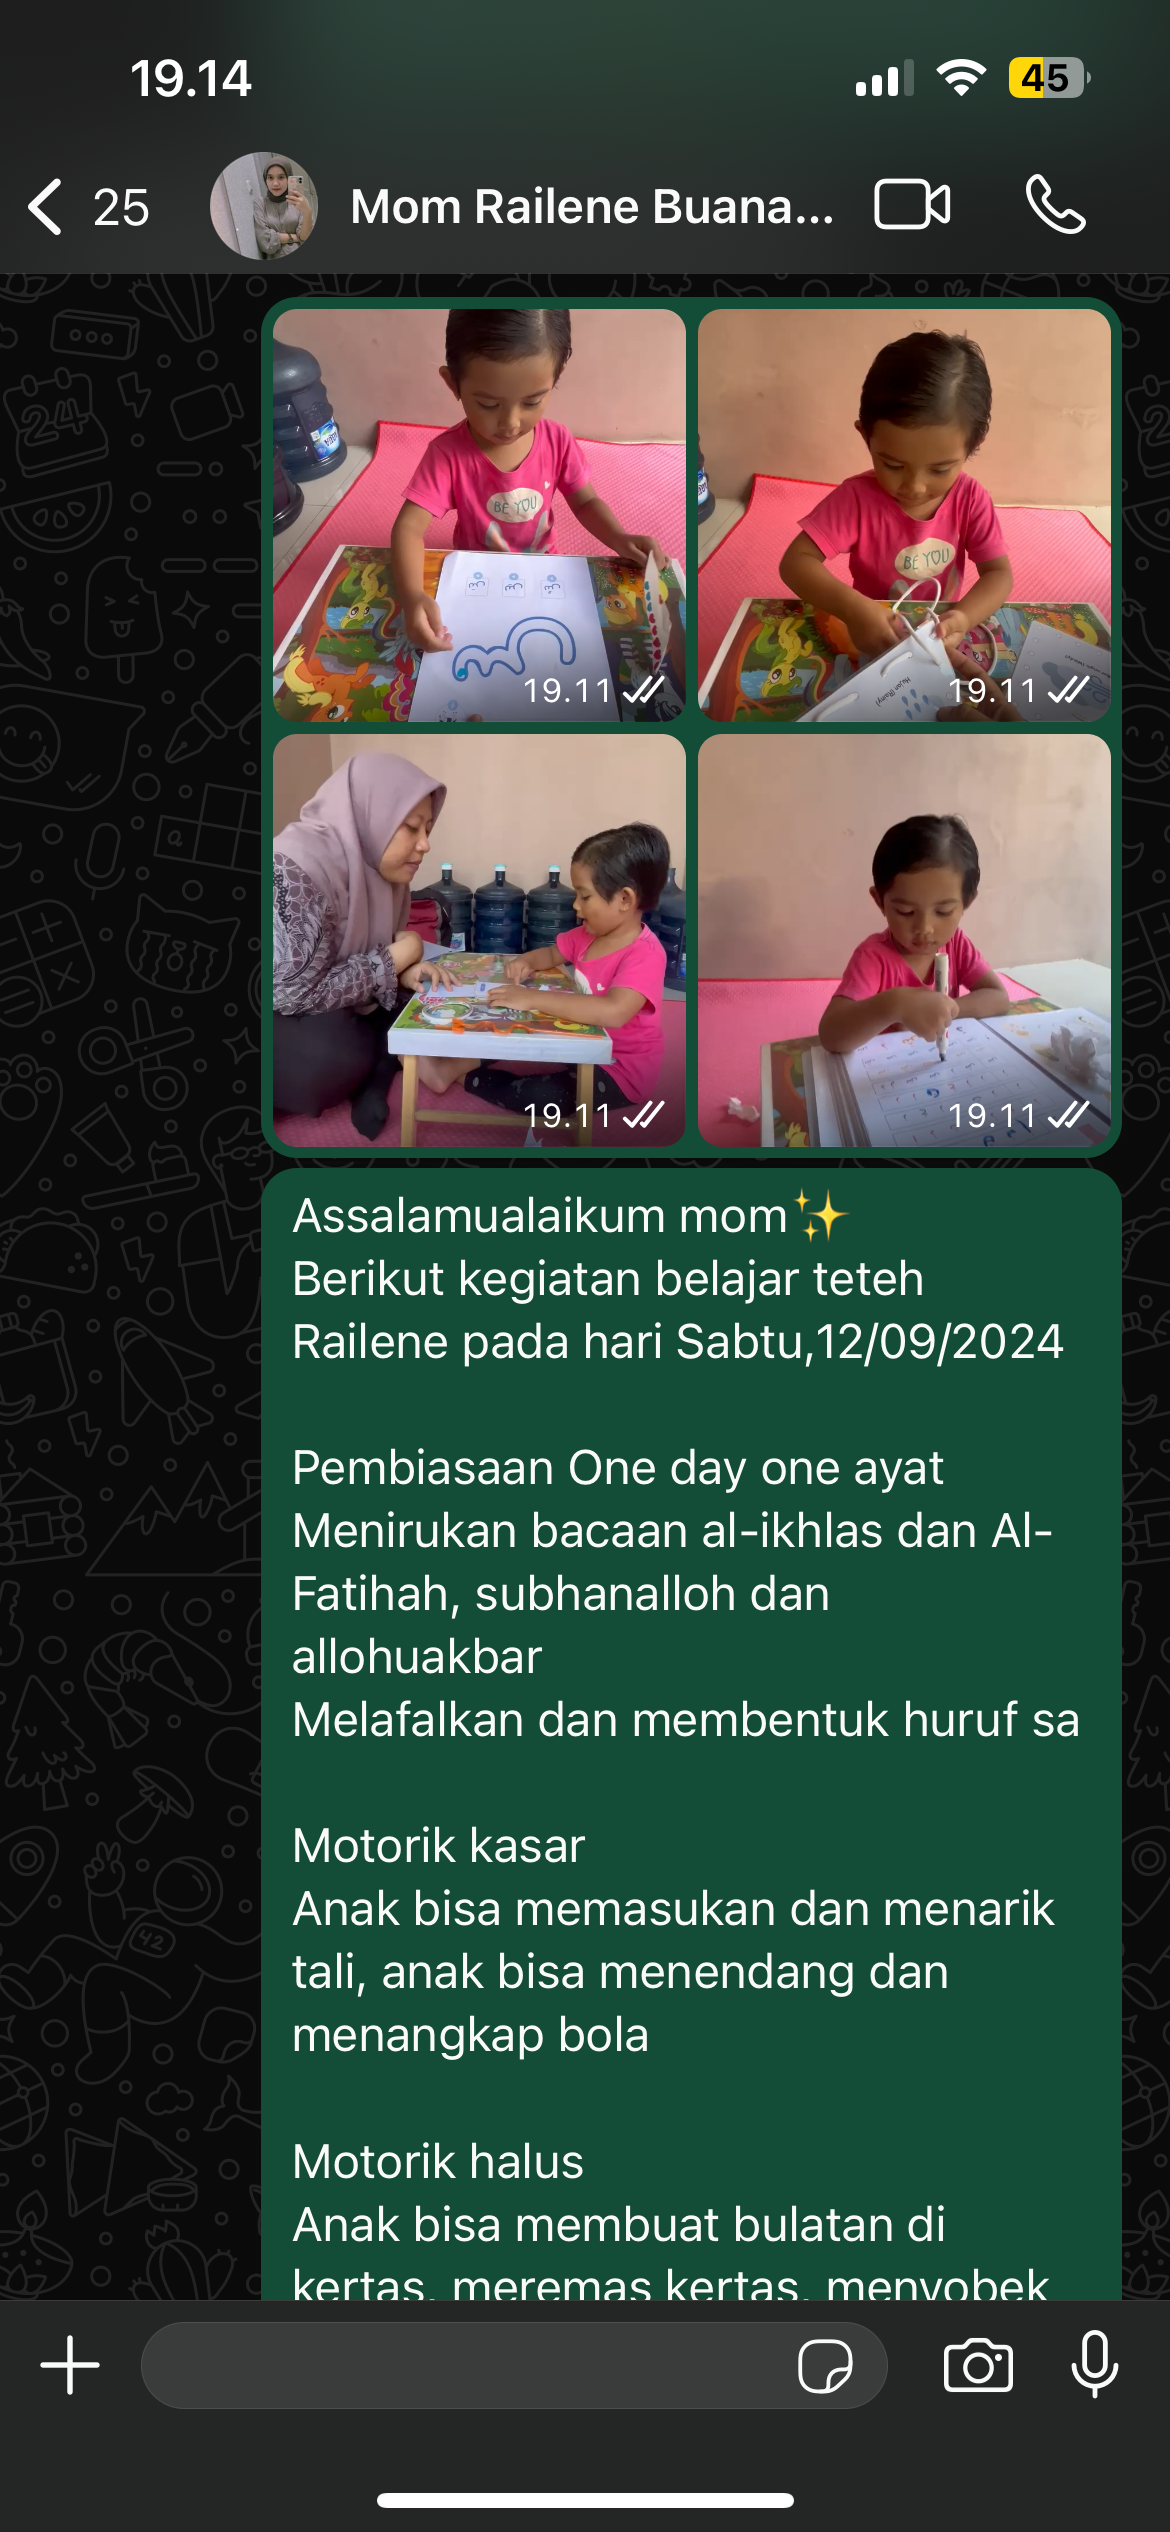 19.14
45
25
Mom Railene Buana...
BE YOU
19.11
BE YOU
Hujan (Rain)
19.11
19.11
19.11
Assalamualaikum mom✨
Berikut kegiatan belajar teteh
Railene pada hari Sabtu,12/09/2024
Pembiasaan One day one ayat
Menirukan bacaan al-ikhlas dan Al-
Fatihah, subhanalloh dan
allohuakbar
Melafalkan dan membentuk huruf sa
Motorik kasar
Anak bisa memasukan dan menarik
tali, anak bisa menendang dan
menangkap bola
Motorik halus
Anak bisa membuat bulatan di
kertas, meremas kertas, menyobek